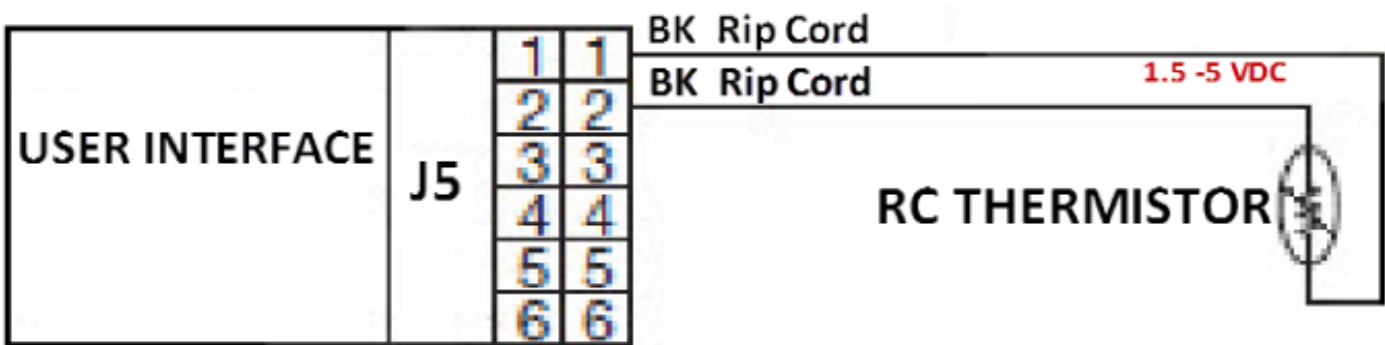 BK Rip Cord
1 1
1.5 -5 VDC
BK Rip Cord
2 2
USER INTERFACE
J5
3 3
RC THERMISTOR
4 4
5 5
6 6